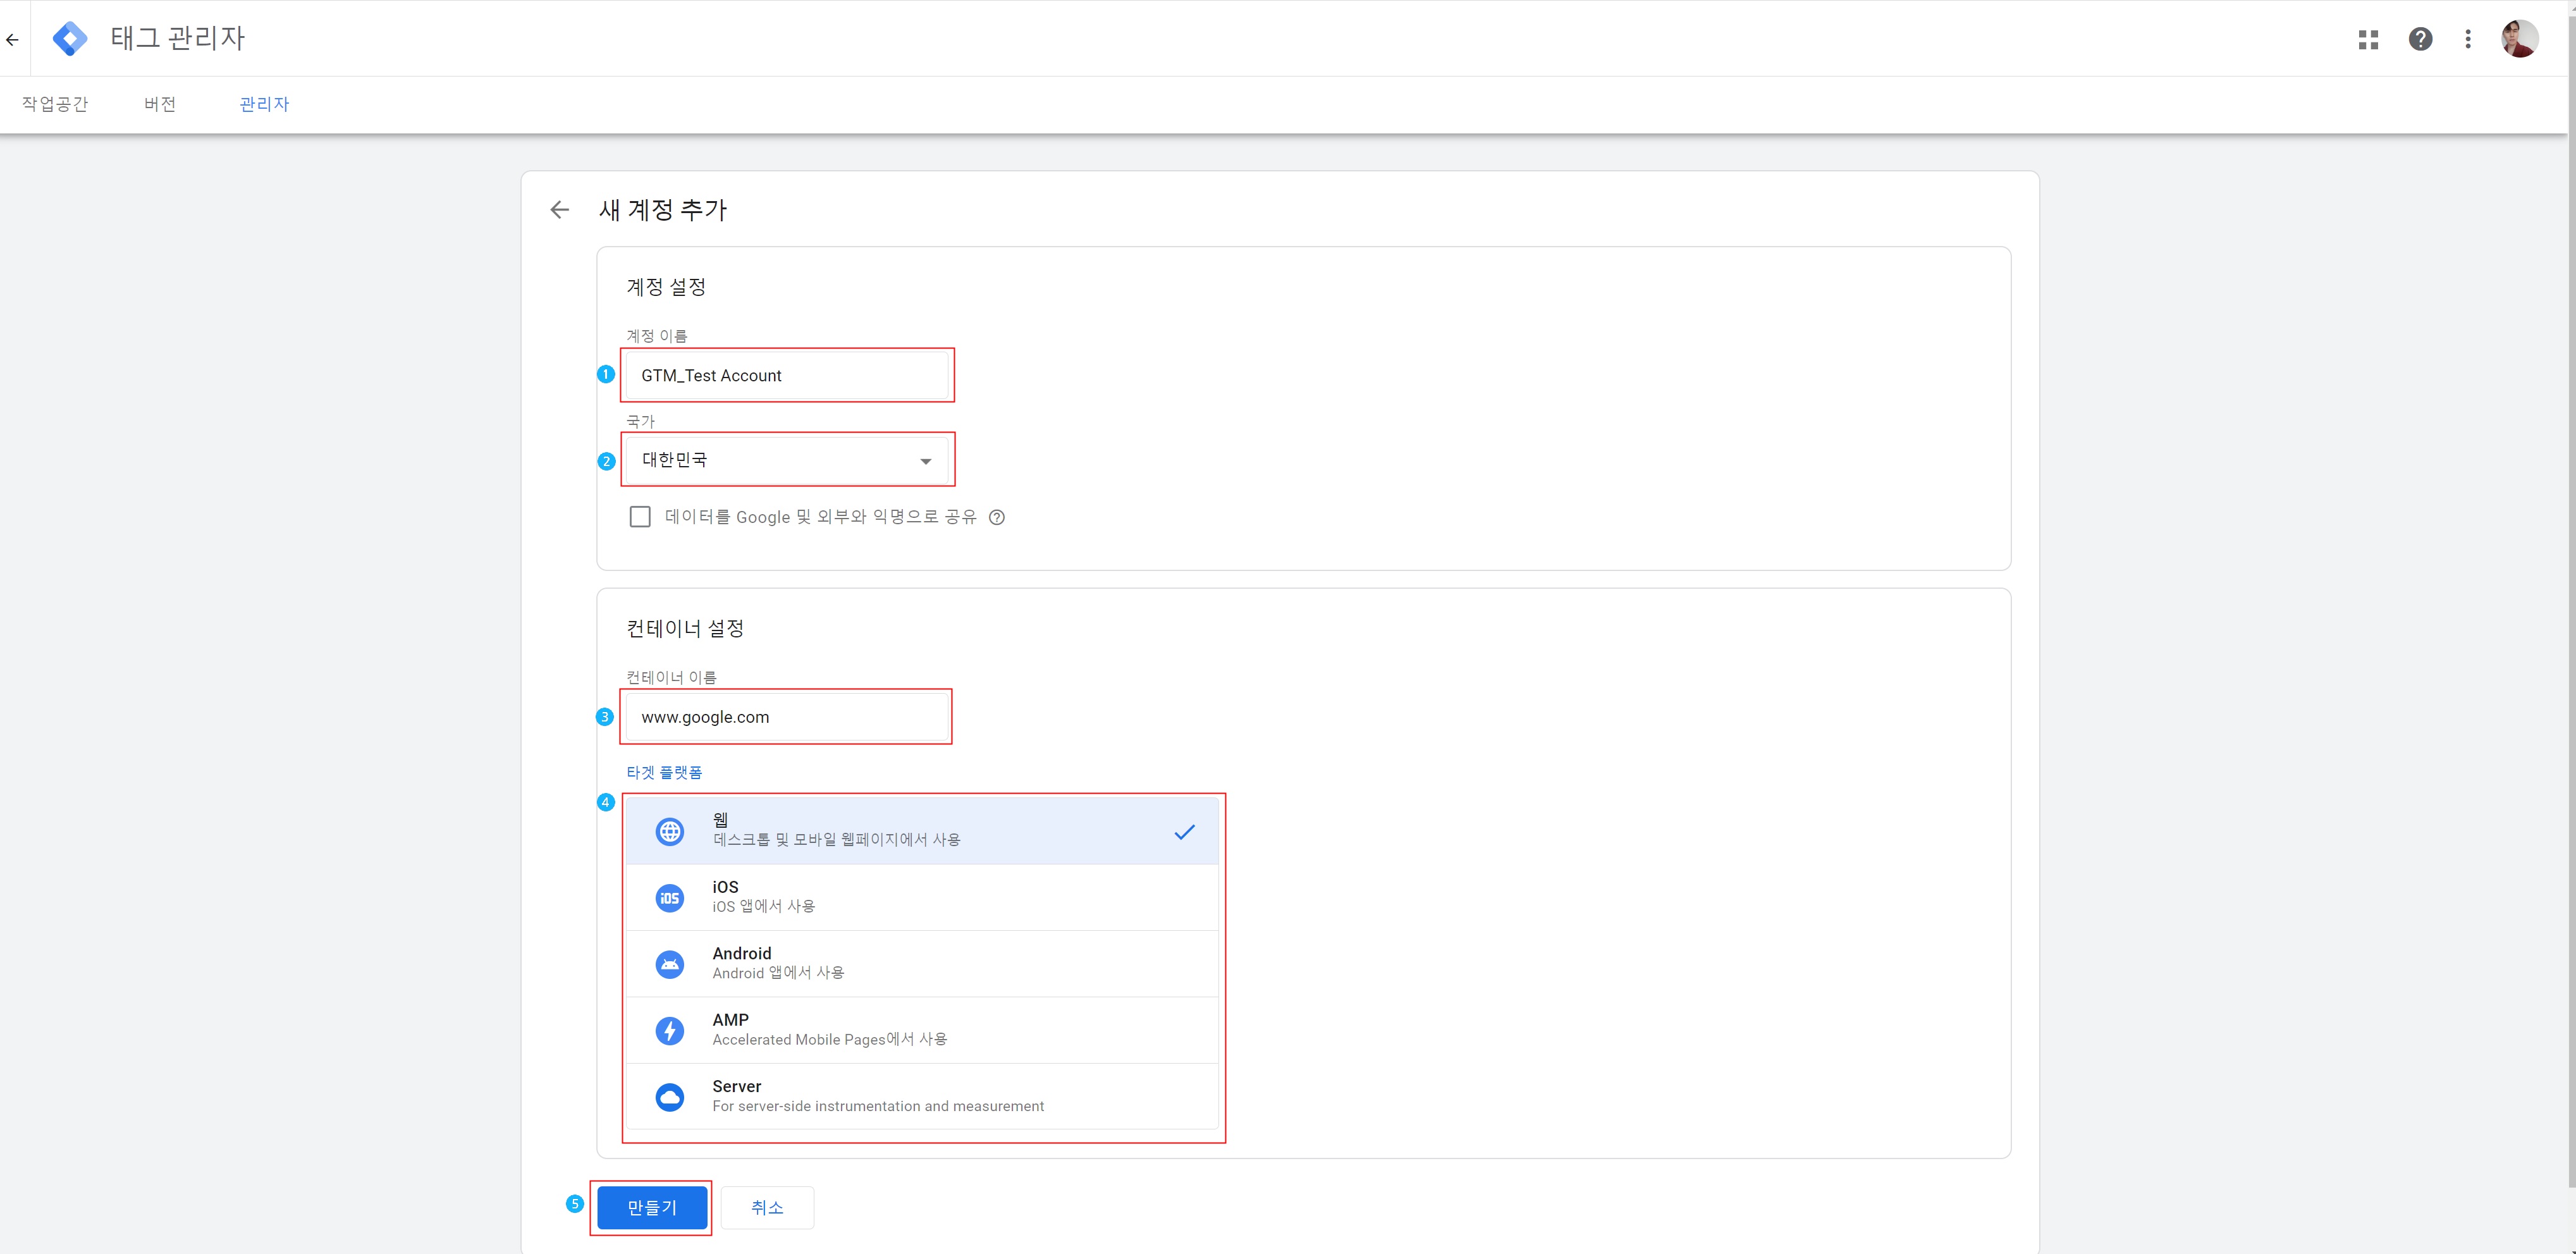 태그 관리자
작업공간 버전 관리자
새 계정 추가
계정 설정
계정 이름
1 GTM_Test Account
국가
2 대한민국
데이터를 Google 및 외부와 익명으로 공유
컨테이너 설정
컨테이너 이름
3 www.google.com
타겟 플랫폼
4
웹
데스크톱 및 모바일 웹페이지에서 사용
iOS
iOS
iOS 앱에서 사용
Android
Android 앱에서 사용
AMP
Accelerated Mobile Pages에서 사용
Server
For server-side instrumentation and measurement
5 만들기 취소